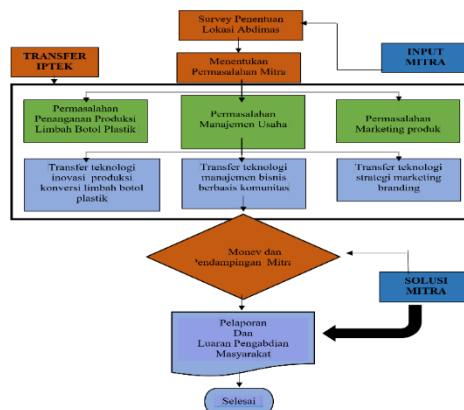 Survey Penentuan
Lokasi Abdimas
TRANSFER
IPTEK
INPUT
MITRA
Menentukan
Permasalahan Mitra
Permasalahan
Penanganan Produksi
Limbah Botol Plastik
Permasalahan
Manajemen Usaha
Permasalahan
Marketing produk
Transfer teknologi
inovasi produksi
konversi limbah botol
plastik
Transfer teknologi
manajemen bisnis
berbasis komunitas
Transfer teknologi
strategi marketing
branding
Monev dan
Pendampingan Mitra
SOLUSI
MITRA
Pelaporan
Dan
Luaran Pengabdian
Masyarakat
Selesai